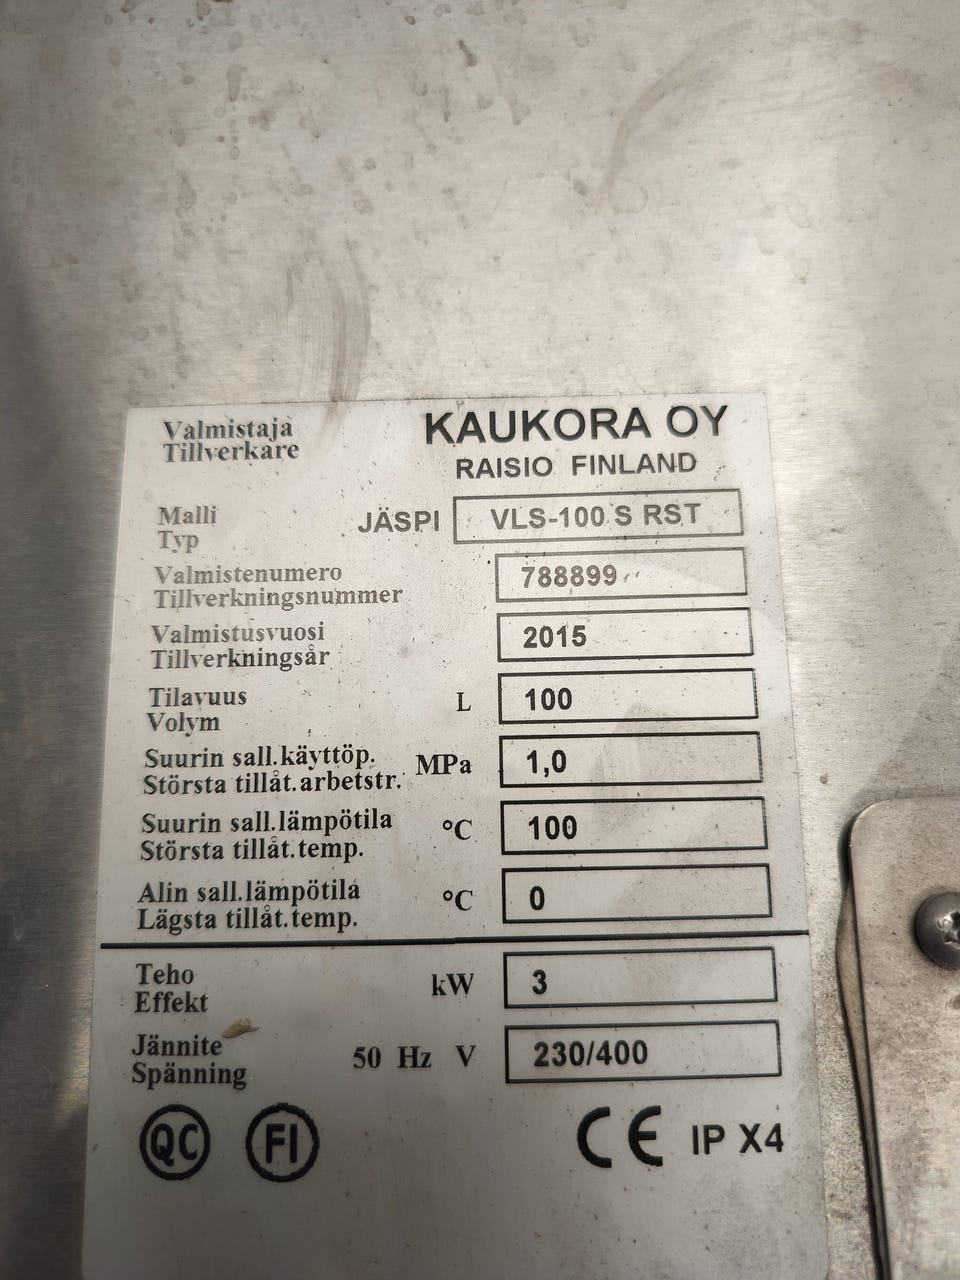 Valmistaja
Tillverkare
KAUKORA OY
RAISIO FINLAND
Malli
Typ
JÄSPI VLS-100 S RST
Valmistenumero
Tillverkningsnummer
788899
Valmistusvuosi
Tillverkningsår
2015
Tilavuus
Volym
L 100
Suurin sall.käyttöp.
Största tillåt.arbetstr.
MPa 1,0
Suurin sall.lämpötila
Största tillåt.temp.
°C 100
Alin sall.lämpötila
Lägsta tillåt.temp.
°C 0
Teho
Effekt
kW 3
Jännite
Spänning
50 Hz V 230/400
QC FI CE IP X4